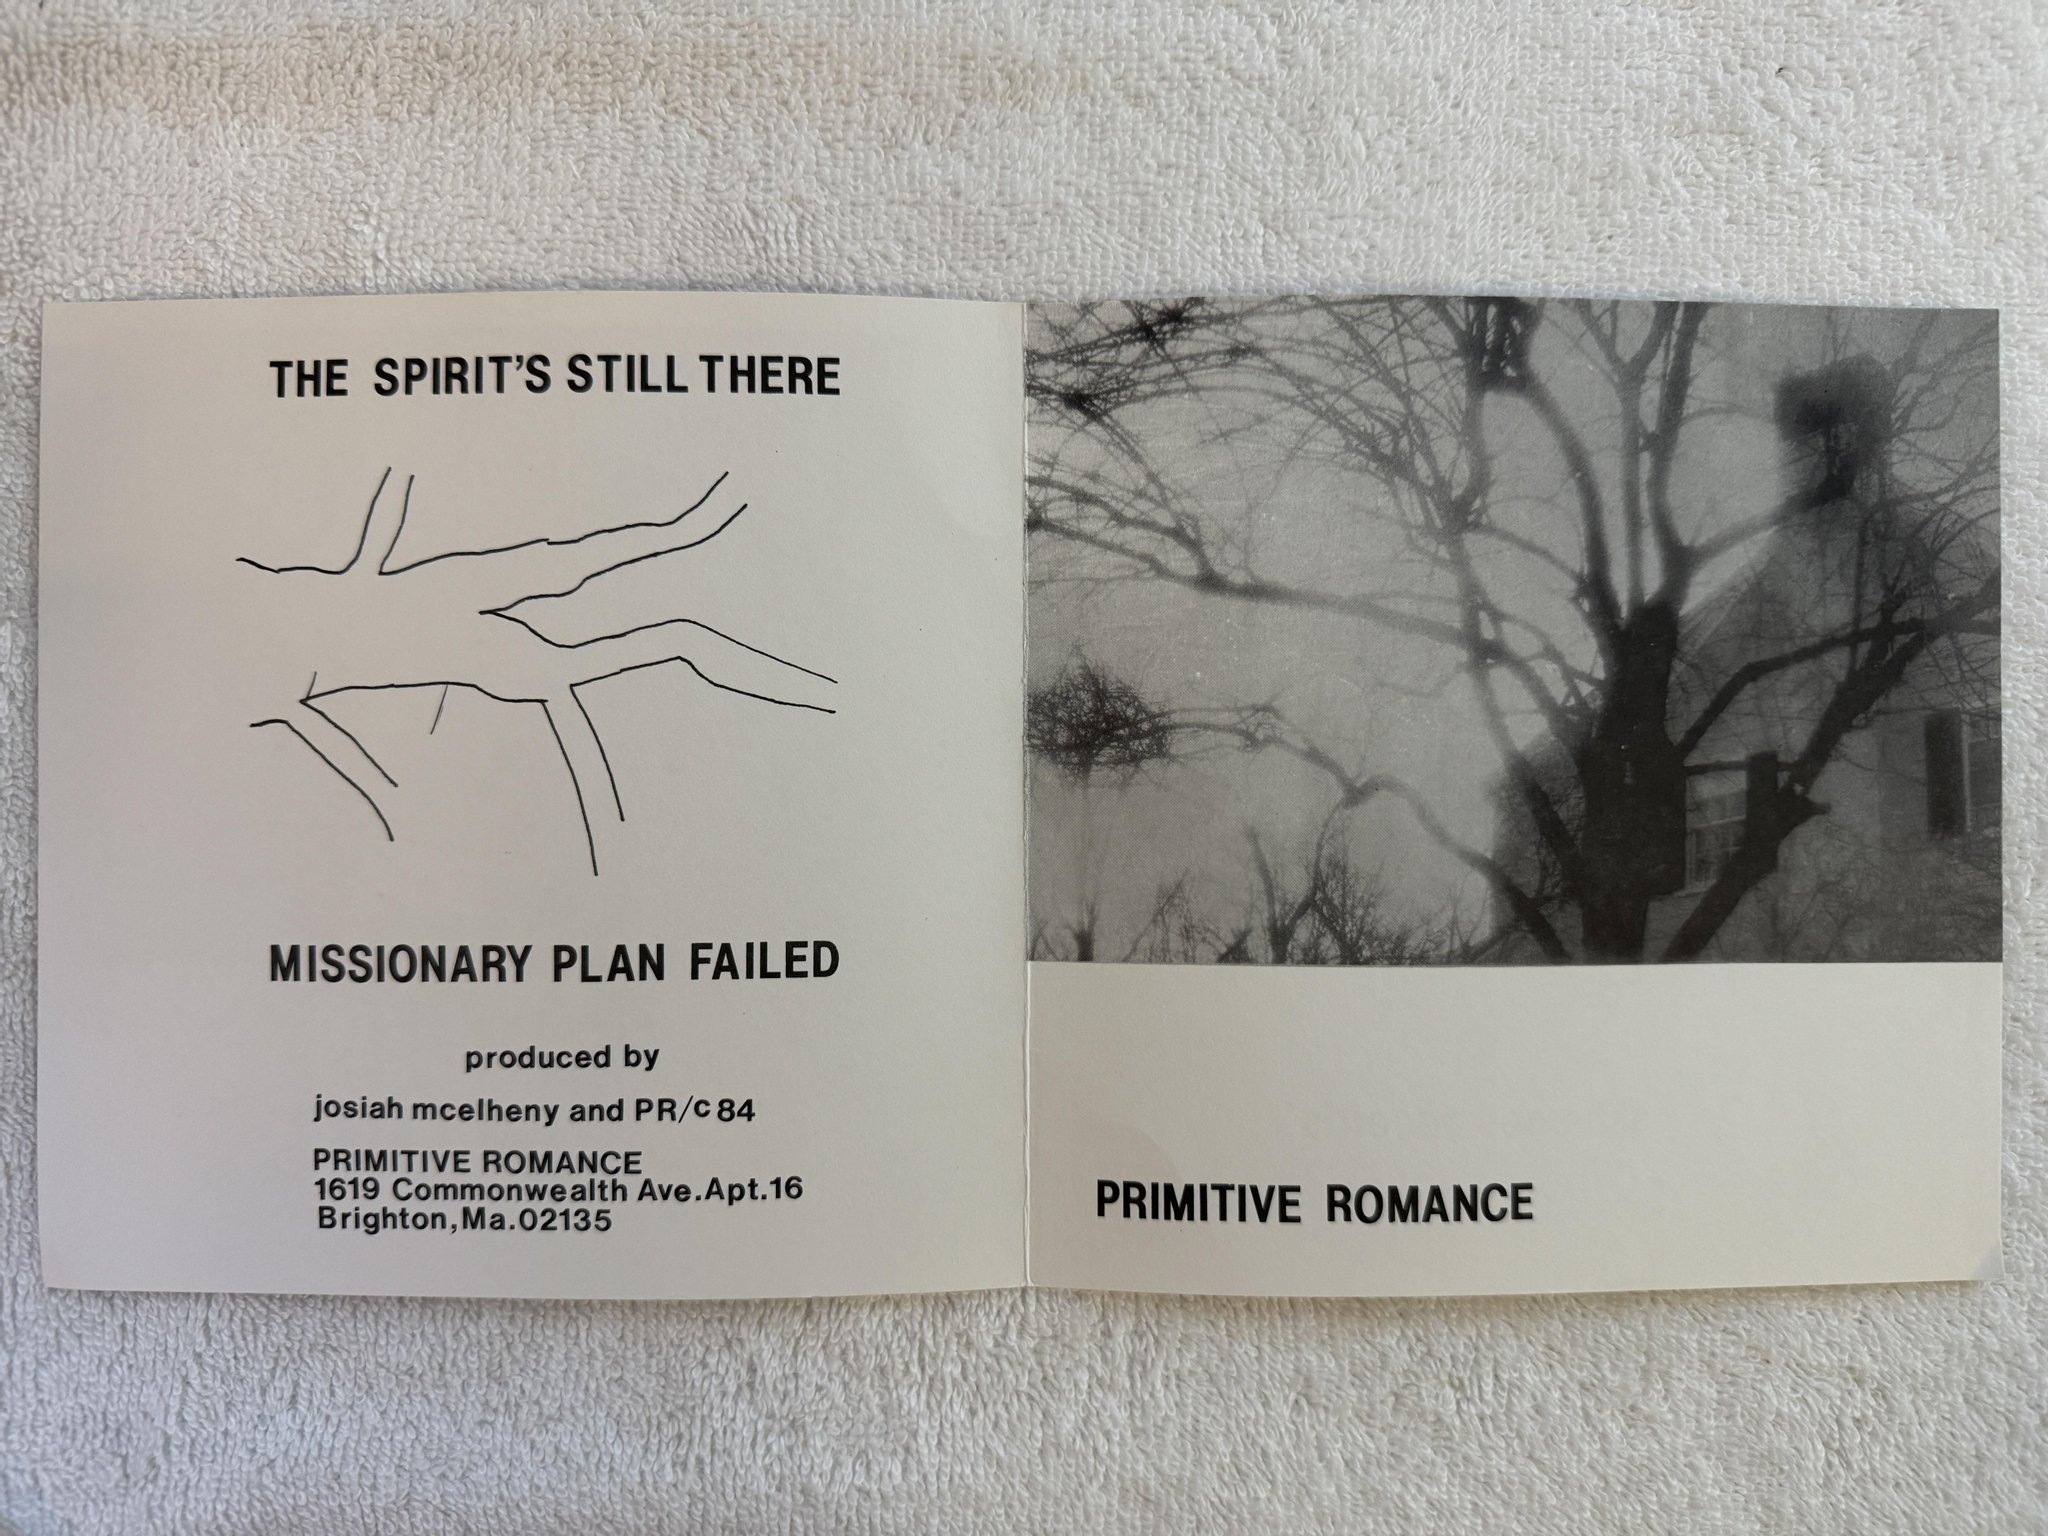 THE SPIRIT'S STILL THERE
MISSIONARY PLAN FAILED
produced by
josiah mcelheny and PR/c84
PRIMITIVE ROMANCE
1619 Commonwealth Ave.Apt.16
Brighton,Ma.02135
PRIMITIVE ROMANCE